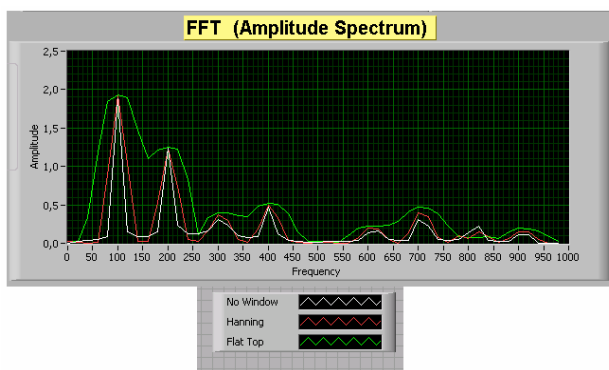 FFT (Amplitude Spectrum)
2,5
2,0
1,5
1,0
0,5
0,0
Amplitude
0 50 100 150 200 250 300 350 400 450 500 550 600 650 700 750 800 850 900 950 1000
Frequency
No Window
Hanning
Flat Top